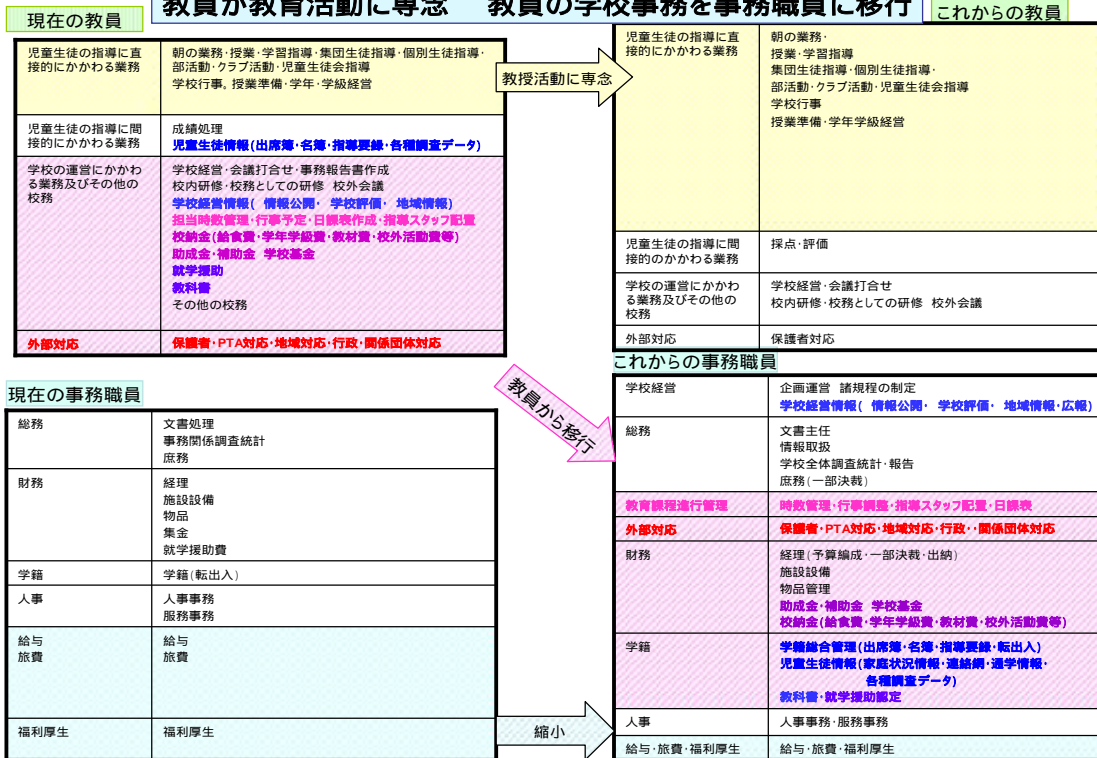 教員が教育活動に専念　教員の学校事務を事務職員に移行
現在の教員
児童生徒の指導に直
接的にかかわる業務
朝の業務・授業・学習指導・集団生徒指導・個別生徒指導・
部活動・クラブ活動・児童生徒会指導
学校行事。授業準備・学年・学級経営
児童生徒の指導に間
接的にかかわる業務
成績処理
児童生徒情報(出席簿・名簿・指導要録・各種調査データ)
学校の運営にかかわ
る業務及びその他の
校務
学校経営・会議打合せ・事務報告書作成
校内研修・校務としての研修 校外会議
学校経営情報( 情報公開・ 学校評価・ 地域情報)
担当時数管理・行事予定・日課表作成・指導スタッフ配置
校納金(給食費・学年学級費・教材費・校外活動費等)
助成金・補助金 学校基金
就学援助
教科書
その他の校務
外部対応
保護者・PTA対応・地域対応・行政・関係団体対応
教授活動に専念
これからの教員
児童生徒の指導に直
接的にかかわる業務
朝の業務・
授業・学習指導
集団生徒指導・個別生徒指導・
部活動・クラブ活動・児童生徒会指導
学校行事
授業準備・学年学級経営
児童生徒の指導に間
接的のかかわる業務
採点・評価
学校の運営にかかわ
る業務及びその他の
校務
学校経営・会議打合せ
校内研修・校務としての研修 校外会議
外部対応
保護者対応
現在の事務職員
総務
文書処理
事務関係調査統計
庶務
財務
経理
施設設備
物品
集金
就学援助費
学籍
学籍(転出入)
人事
人事事務
服務事務
給与
旅費
給与
旅費
福利厚生
福利厚生
教員から移行
縮小
これからの事務職員
学校経営
企画運営 諸規程の制定
学校経営情報( 情報公開・ 学校評価・ 地域情報・広報)
総務
文書主任
情報取扱
学校全体調査統計・報告
庶務(一部決裁)
教育課程進行管理
時数管理・行事調整・指導スタッフ配置・日課表
外部対応
保護者・PTA対応・地域対応・行政・・関係団体対応
財務
経理(予算編成・一部決裁・出納)
施設設備
物品管理
助成金・補助金 学校基金
校納金(給食費・学年学級費・教材費・校外活動費等)
学籍
学籍総合管理(出席簿・名簿・指導要録・転出入)
児童生徒情報(家庭状況情報・連絡網・通学情報・
各種調査データ)
教科書・就学援助認定
人事
人事事務・服務事務
給与・旅費・福利厚生
給与・旅費・福利厚生